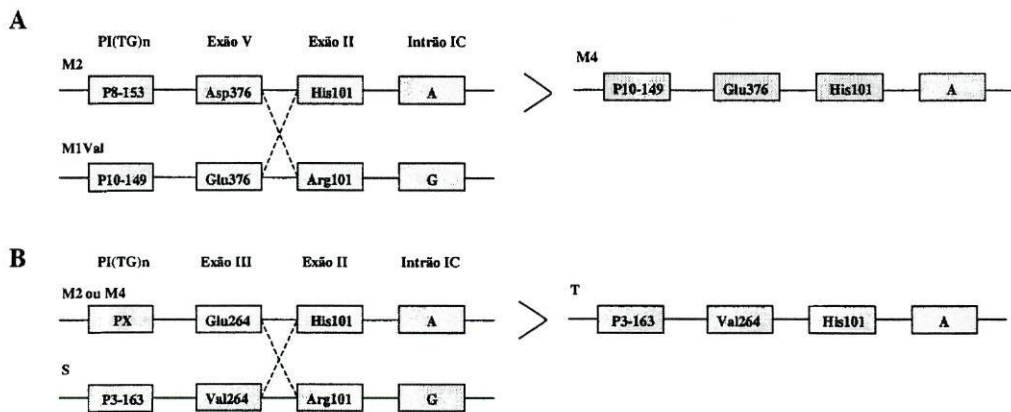 A
PI(TG)n Exão V Exão II Intrão IC
M2
P8-153 Asp376 His101 A
M4
P10-149 Glu376 His101 A
M1Val
P10-149 Glu376 Arg101 G
B
PI(TG)n Exão III Exão II Intrão IC
M2 ou M4
PX Glu264 His101 A
T
P3-163 Val264 His101 A
S
P3-163 Val264 Arg101 G